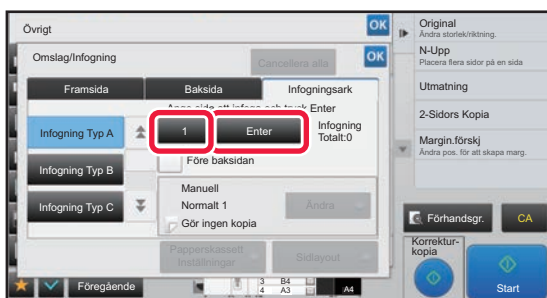 Övrigt
OK
Omslag/Infogning
Cancellera alla
OK
Framsida
Baksida
Infogningsark
Ange sida att infoga och tryck Enter
Infogning Typ A
1
Enter
Infogning
Totalt:0
Före baksidan
Infogning Typ B
Manuell
Normalt 1
Gör ingen kopia
Ändra
Infogning Typ C
Papperskassett
Inställningar
Sidlayout
Föregående
3 B4
4 A3
A4
Original
Ändra storlek/riktning.
N-Upp
Placera flera sidor på en sida
Utmatning
2-Sidors Kopia
Margin.förskj
Ändra pos. för att skapa marg.
Förhandsgr.
CA
Korrektur-
kopia
Start